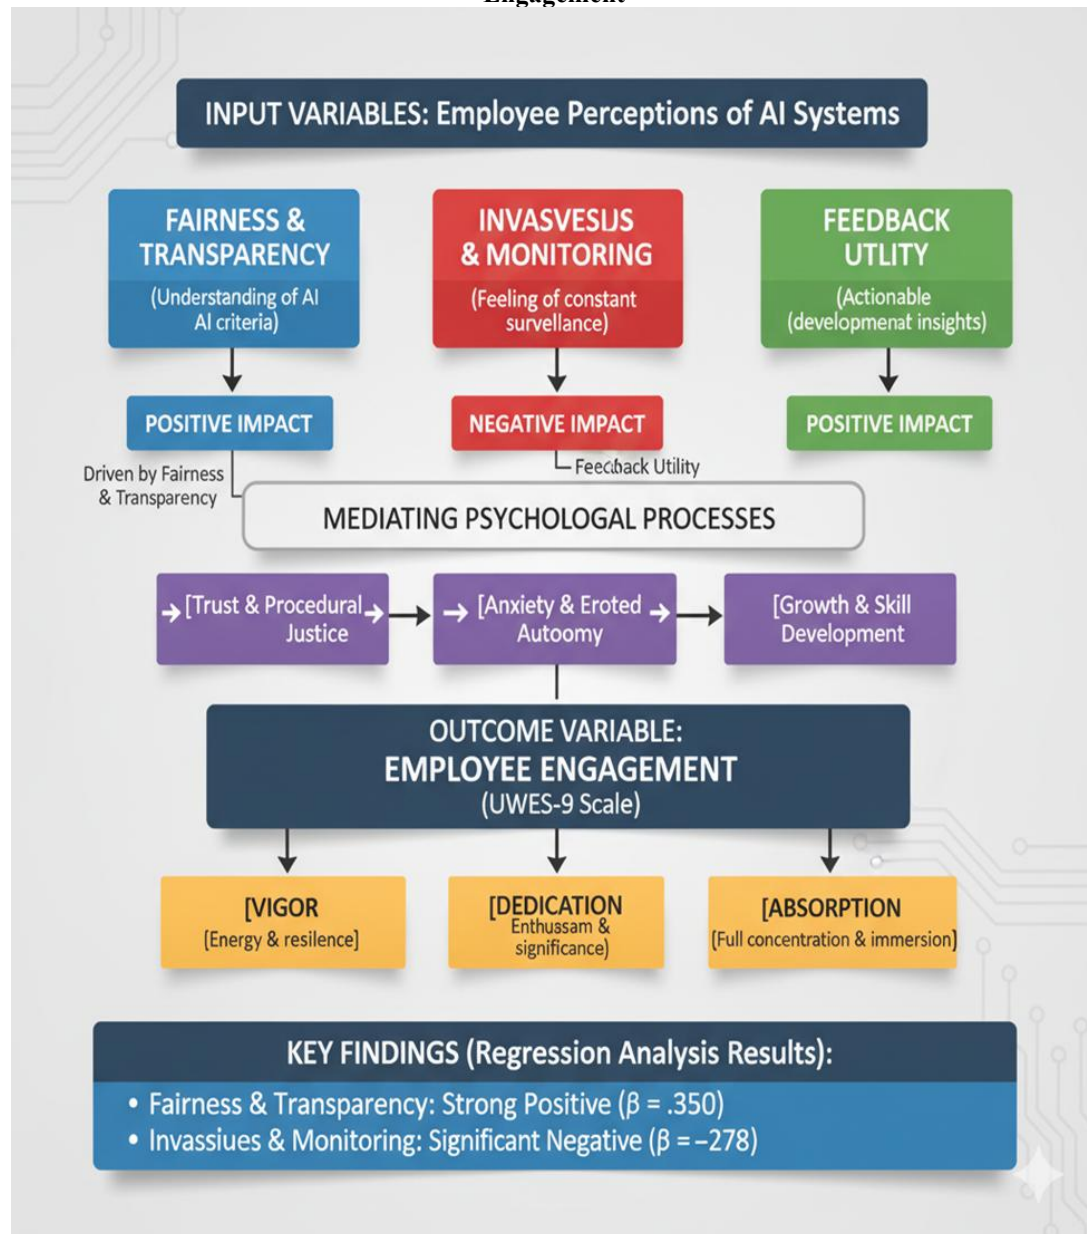 Engagement
INPUT VARIABLES: Employee Perceptions of AI Systems
FAIRNESS &
TRANSPARENCY
(Understanding of AI
AI criteria)
INVASVESIJS
& MONITORING
(Feeling of constant
survellance)
FEEDBACK
UTLITY
(Actionable
(developmenat insights)
POSITIVE IMPACT
NEGATIVE IMPACT
POSITIVE IMPACT
Driven by Fairness
& Transparency
Feedback Utility
MEDIATING PSYCHOLOGAL PROCESSES
[Trust & Procedural
Justice
[Anxiety & Eroted
Autoomy
[Growth & Skill
Development
OUTCOME VARIABLE:
EMPLOYEE ENGAGEMENT
(UWES-9 Scale)
[VIGOR
[Energy & resilence]
[DEDICATION
Enthussam &
significance)
[ABSORPTION
[Full concentration & immersion]
KEY FINDINGS (Regression Analysis Results):
• Fairness & Transparency: Strong Positive (β = .350)
• Invassiues & Monitoring: Significant Negative (β = –278)